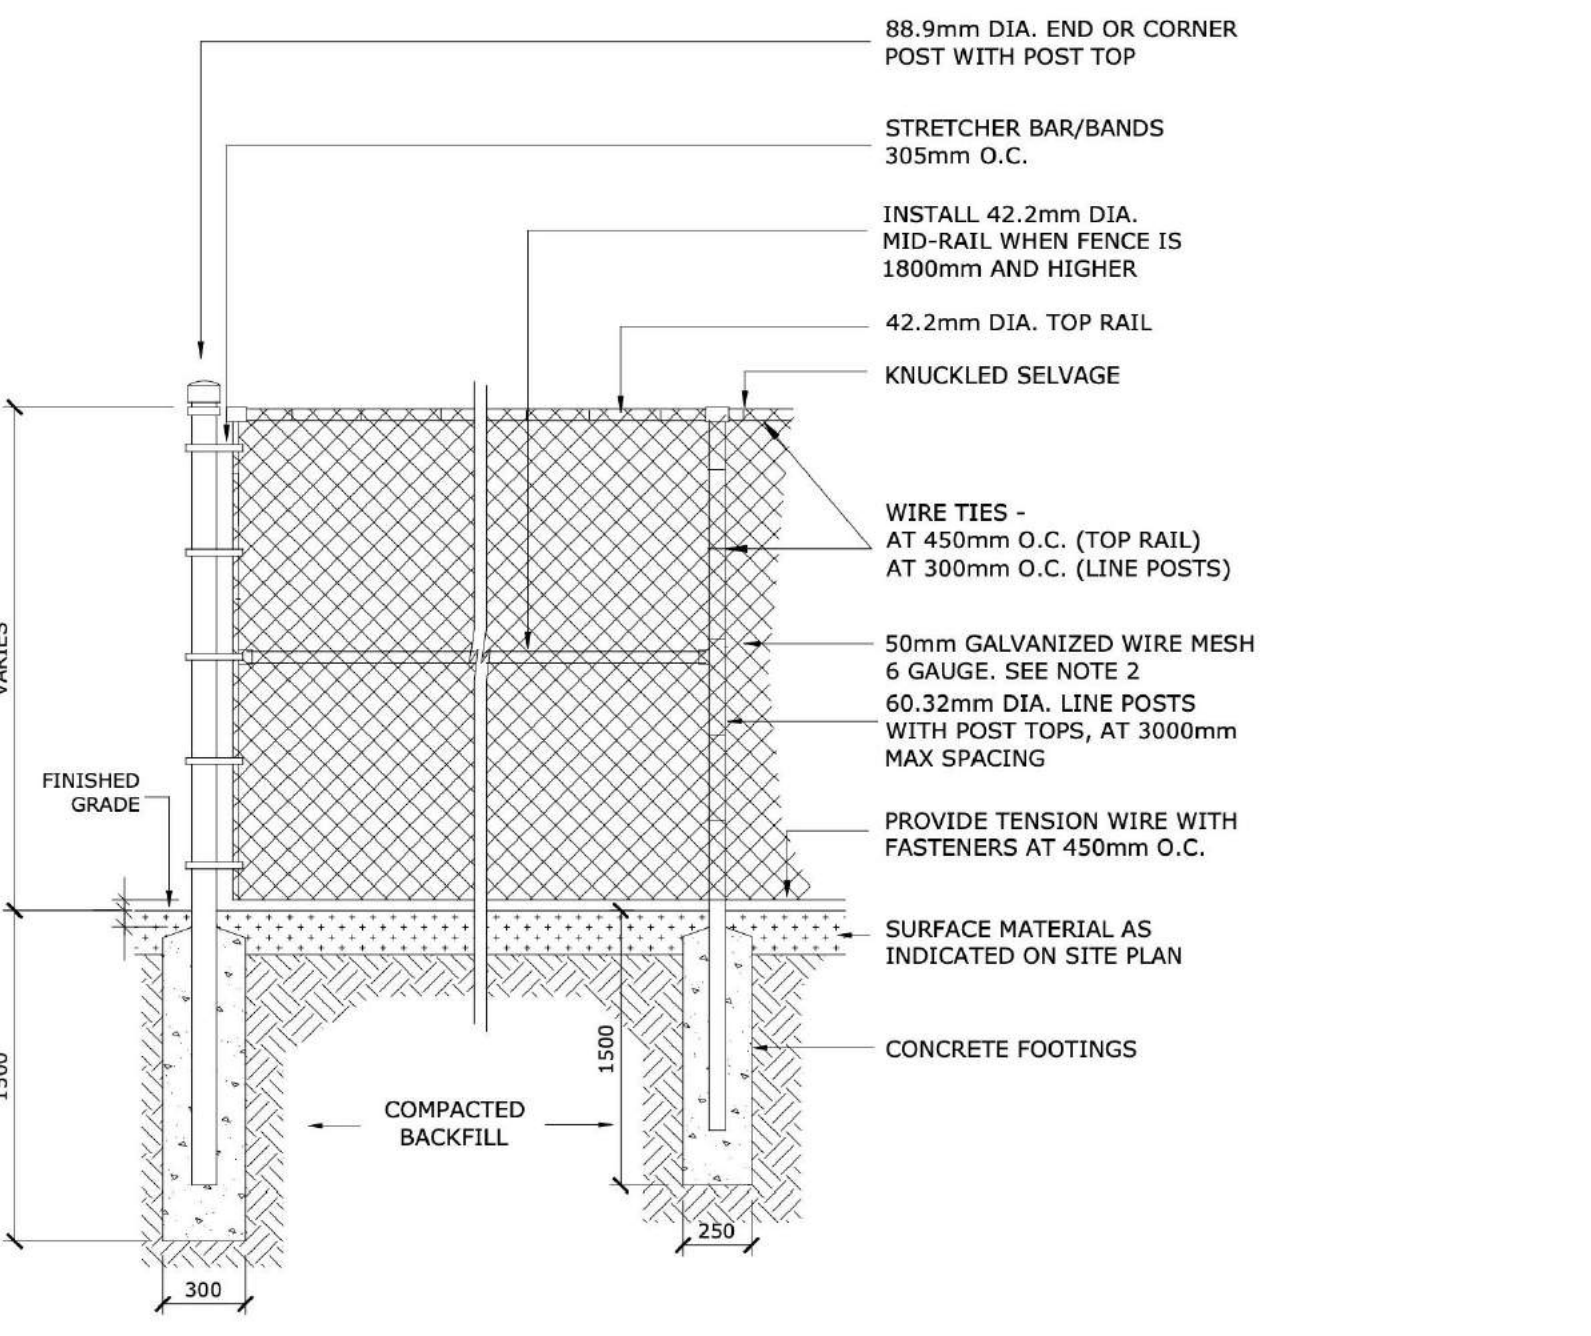 88.9mm DIA. END OR CORNER
POST WITH POST TOP
STRETCHER BAR/BANDS
305mm O.C.
INSTALL 42.2mm DIA.
MID-RAIL WHEN FENCE IS
1800mm AND HIGHER
42.2mm DIA. TOP RAIL
KNUCKLED SELVAGE
WIRE TIES -
AT 450mm O.C. (TOP RAIL)
AT 300mm O.C. (LINE POSTS)
50mm GALVANIZED WIRE MESH
6 GAUGE. SEE NOTE 2
60.32mm DIA. LINE POSTS
WITH POST TOPS, AT 3000mm
MAX SPACING
VARIES
FINISHED
GRADE
PROVIDE TENSION WIRE WITH
FASTENERS AT 450mm O.C.
SURFACE MATERIAL AS
INDICATED ON SITE PLAN
1500
CONCRETE FOOTINGS
COMPACTED
BACKFILL
250
300